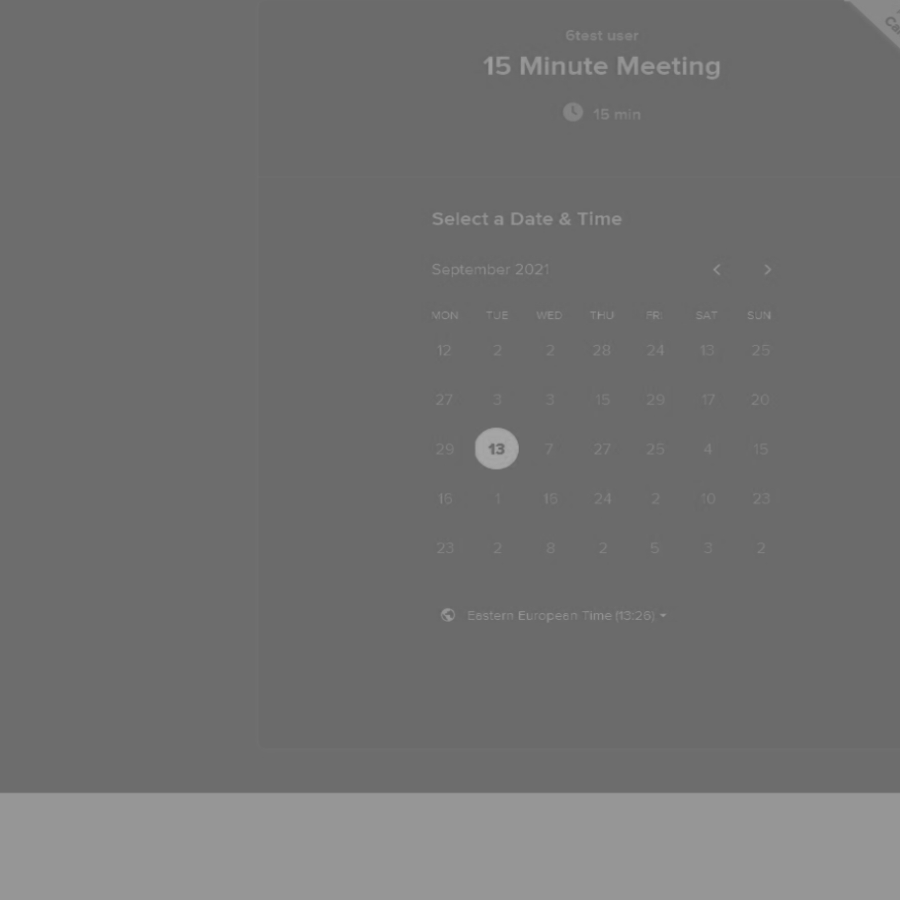 6test user
15 Minute Meeting
15 min
Select a Date & Time
September 2021
MON TUE WED THU FRI SAT SUN
12 2 2 28 24 13 25
27 3 3 15 29 17 20
29 13 7 27 25 4 15
15 1 15 24 2 10 23
23 2 8 2 5 3 2
Eastern European Time (13:26)